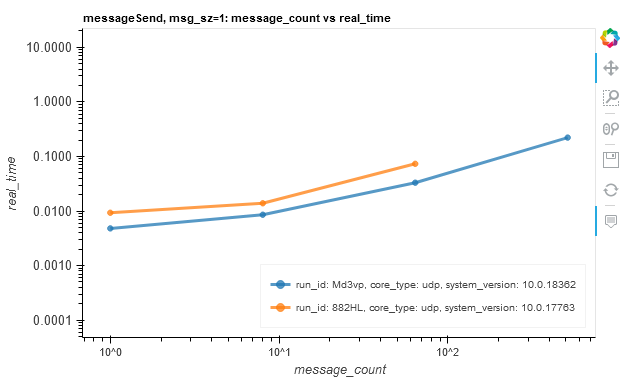 messageSend, msg_sz=1: message_count vs real_time
10.0000
1.0000
0.1000
0.0100
0.0010
0.0001
real_time
run_id: Md3vp, core_type: udp, system_version: 10.0.18362
run_id: 882HL, core_type: udp, system_version: 10.0.17763
10^0
10^1
10^2
message_count